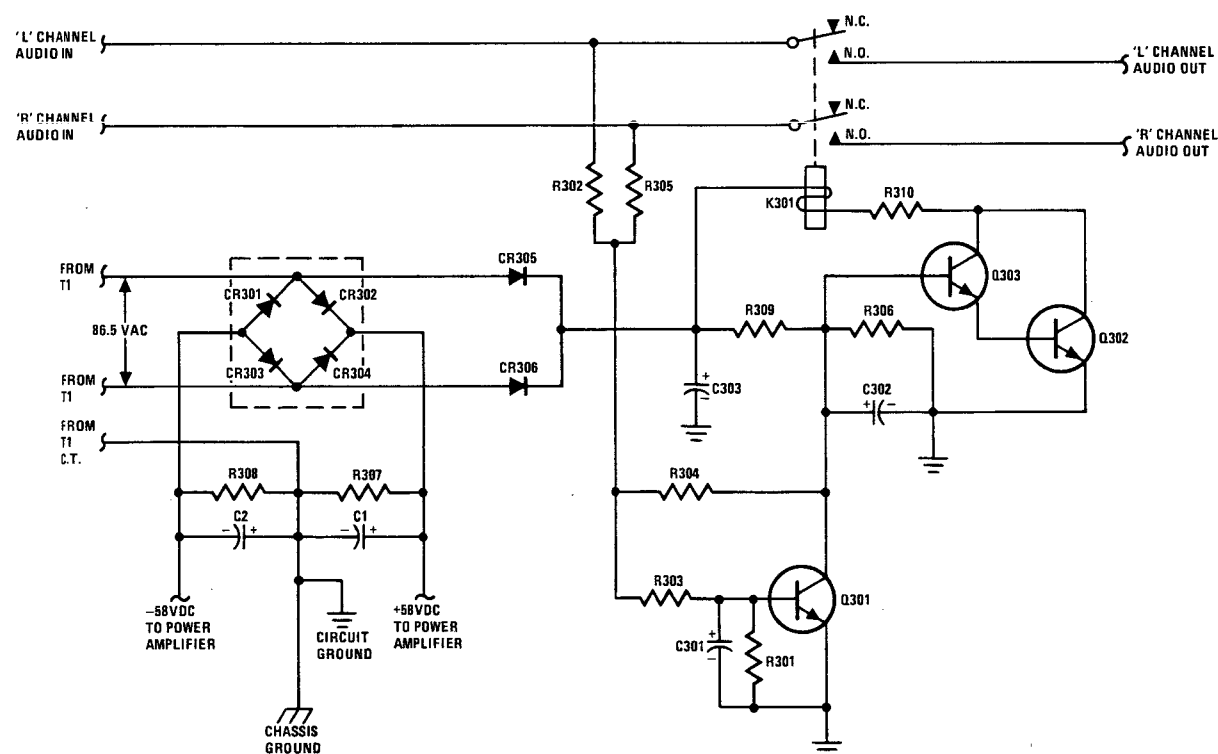 'L' CHANNEL
AUDIO IN
N.C.
N.O.
'L' CHANNEL
AUDIO OUT
'R' CHANNEL
AUDIO IN
N.C.
N.O.
'R' CHANNEL
AUDIO OUT
R302
R305
K301
R310
FROM
T1
CR305
Q303
CR301
CR302
86.5 VAC
R309
R306
Q302
CR303
CR304
FROM
T1
CR306
+
-
C303
C302
+
-
FROM
T1
C.T.
R308
R307
R304
C2
C1
- +
- +
R303
Q301
-58VDC
TO POWER
AMPLIFIER
CIRCUIT
GROUND
+58VDC
TO POWER
AMPLIFIER
+
C301
-
R301
CHASSIS
GROUND